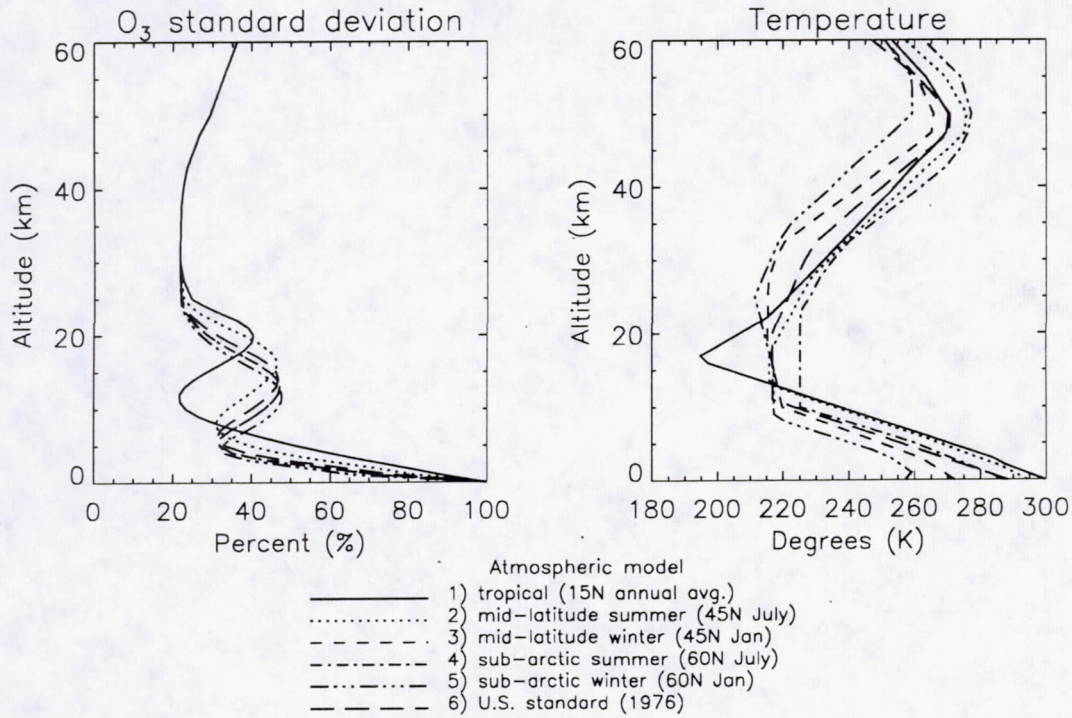 O3 standard deviation
Temperature
60
40
20
0
Altitude (km)
0 20 40 60 80 100
Percent (%)
60
40
20
0
Altitude (km)
180 200 220 240 260 280 300
Degrees (K)
Atmospheric model
1) tropical (15N annual avg.)
2) mid-latitude summer (45N July)
3) mid-latitude winter (45N Jan)
4) sub-arctic summer (60N July)
5) sub-arctic winter (60N Jan)
6) U.S. standard (1976)